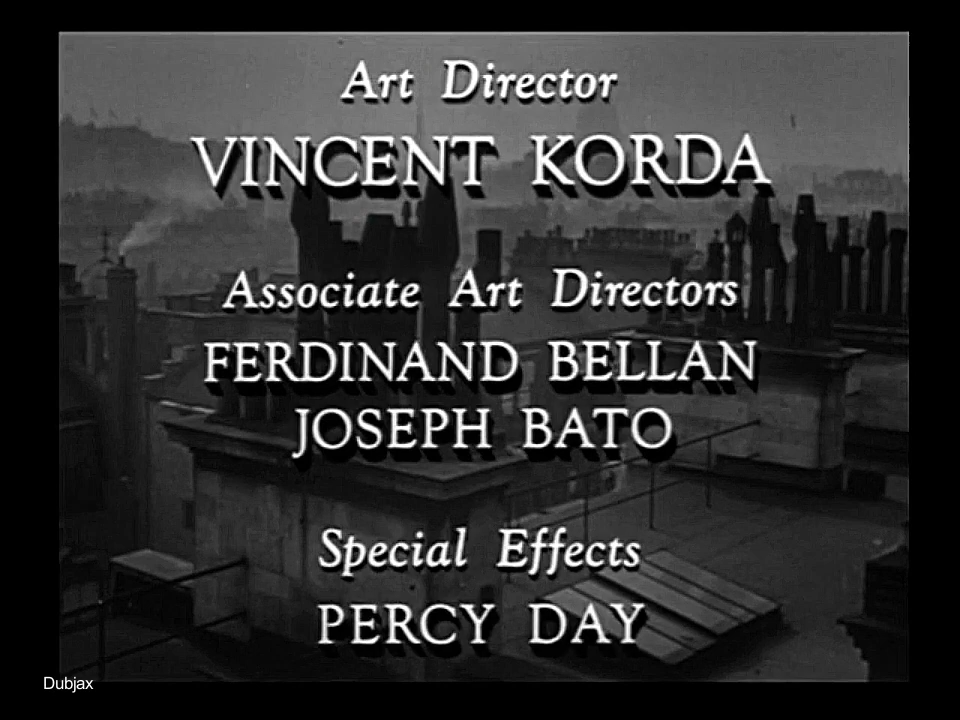 Art Director
VINCENT KORDA
Associate Art Directors
FERDINAND BELLAN
JOSEPH BATO
Special Effects
PERCY DAY
Dubjax